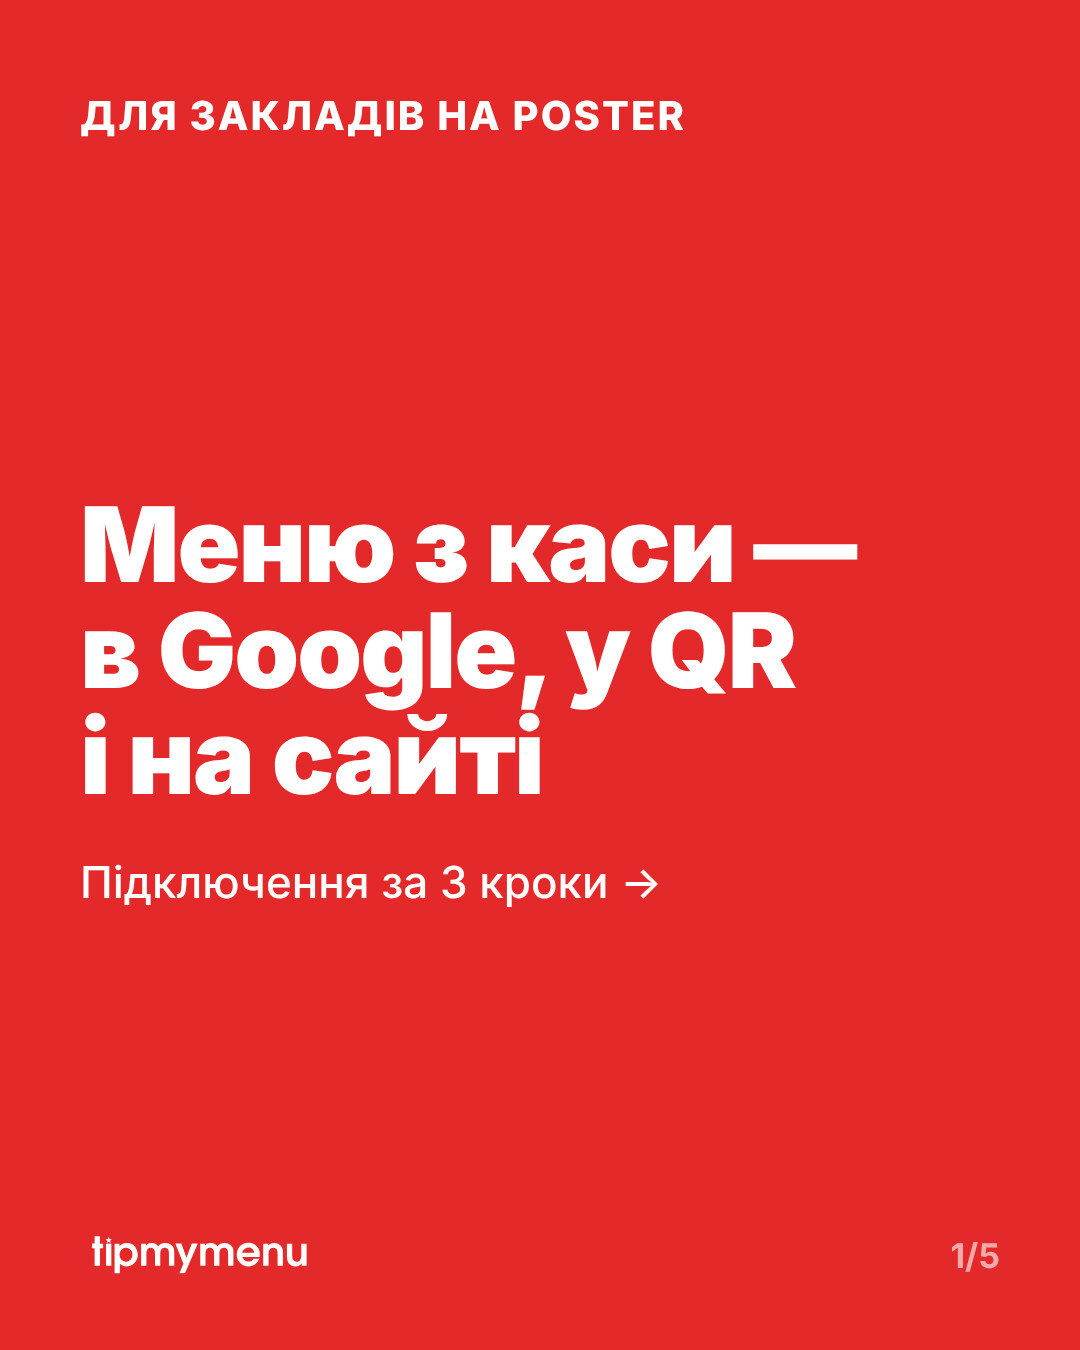 ДЛЯ ЗАКЛАДІВ НА POSTER
Меню з каси —
в Google, у QR
і на сайті
Підключення за 3 кроки →
tipmymenu
1/5